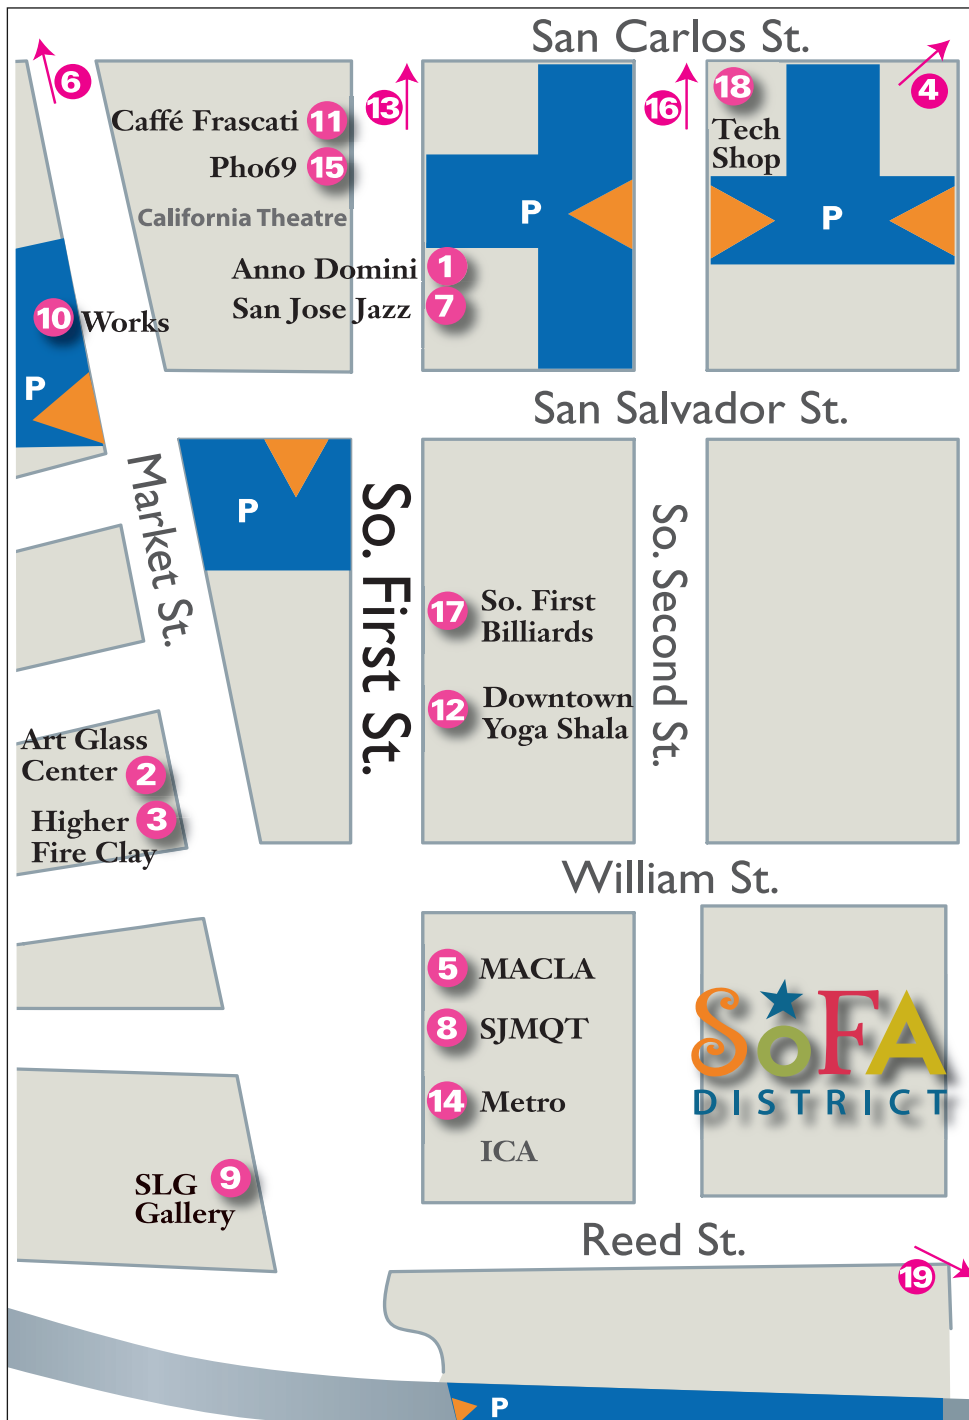 San Carlos St.
6
13
16
4
Caffé Frascati 11
18
Tech
Shop
Pho69 15
California Theatre
P
P
Anno Domini 1
San Jose Jazz 7
10 Works
P
San Salvador St.
Market St.
P
So. First St.
So. Second St.
17 So. First
Billiards
12 Downtown
Yoga Shala
Art Glass
Center 2
Higher 3
Fire Clay
William St.
5 MACLA
8 SJMQT
14 Metro
ICA
SoFA
DISTRICT
SLG 9
Gallery
Reed St.
19
P